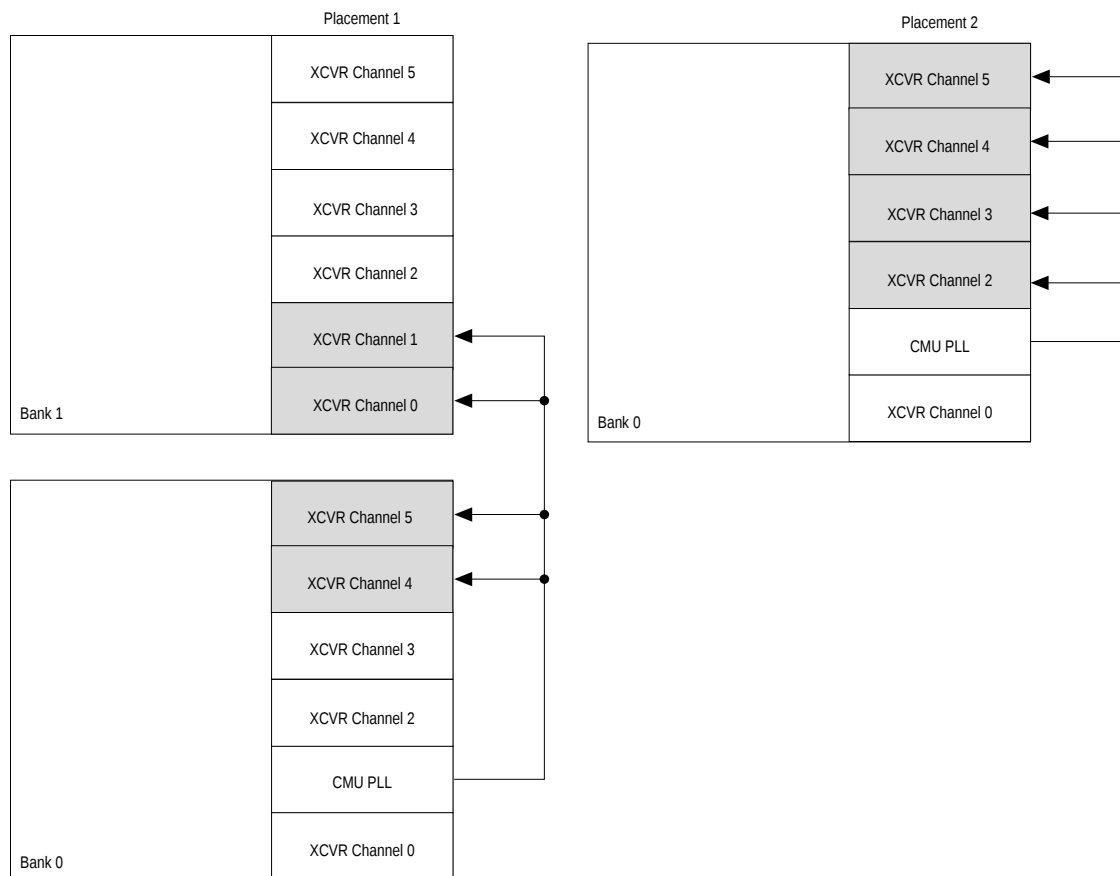 Placement 1
XCVR Channel 5
XCVR Channel 4
XCVR Channel 3
XCVR Channel 2
XCVR Channel 1
XCVR Channel 0
Bank 1
XCVR Channel 5
XCVR Channel 4
XCVR Channel 3
XCVR Channel 2
CMU PLL
XCVR Channel 0
Bank 0
Placement 2
XCVR Channel 5
XCVR Channel 4
XCVR Channel 3
XCVR Channel 2
CMU PLL
XCVR Channel 0
Bank 0